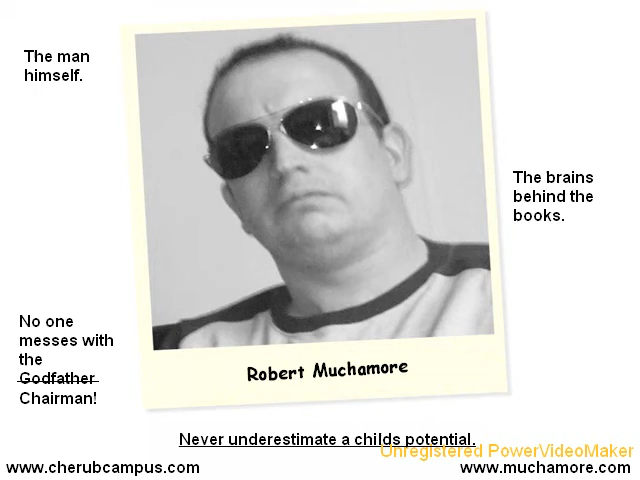 The man
himself.
The brains
behind the
books.
No one
messes with
the
Godfather
Chairman!
Robert Muchamore
Never underestimate a childs potential.
Unregistered PowerVideoMaker
www.cherubcampus.com
www.muchamore.com